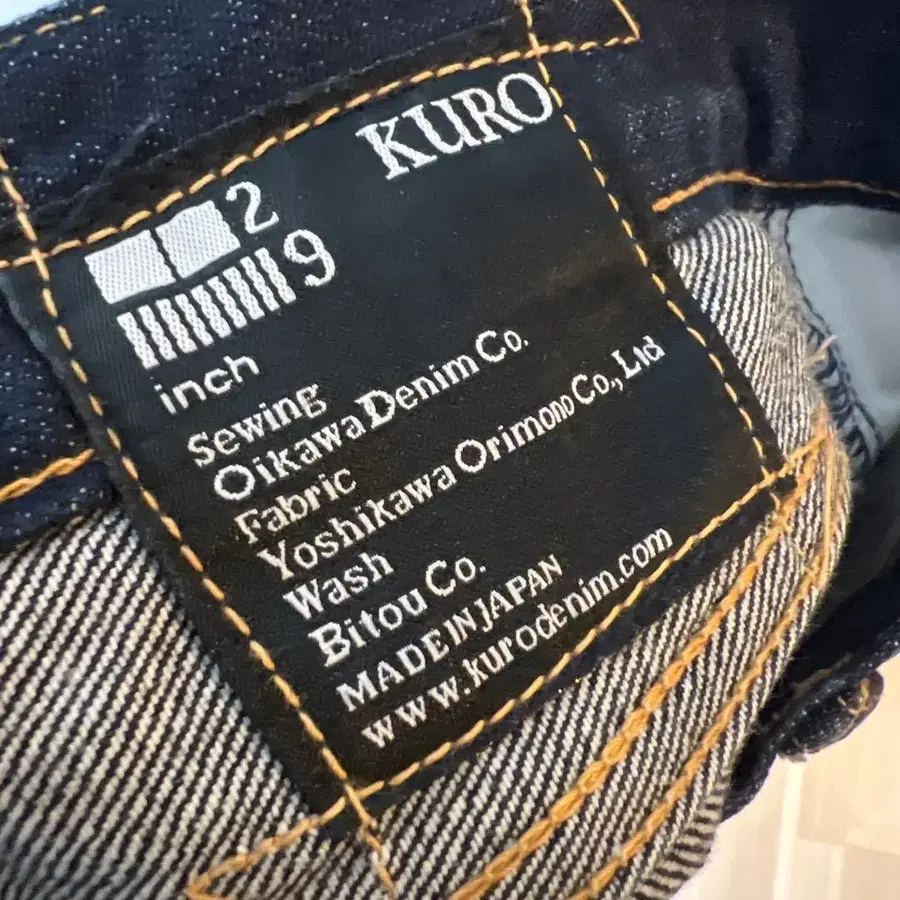 KURO
2
9
inch
Sewing
Oikawa Denim Co.
Fabric
Yoshikawa Orimono Co., Ltd
Wash
Bitou Co.
MADE IN JAPAN
www.kurodenim.com